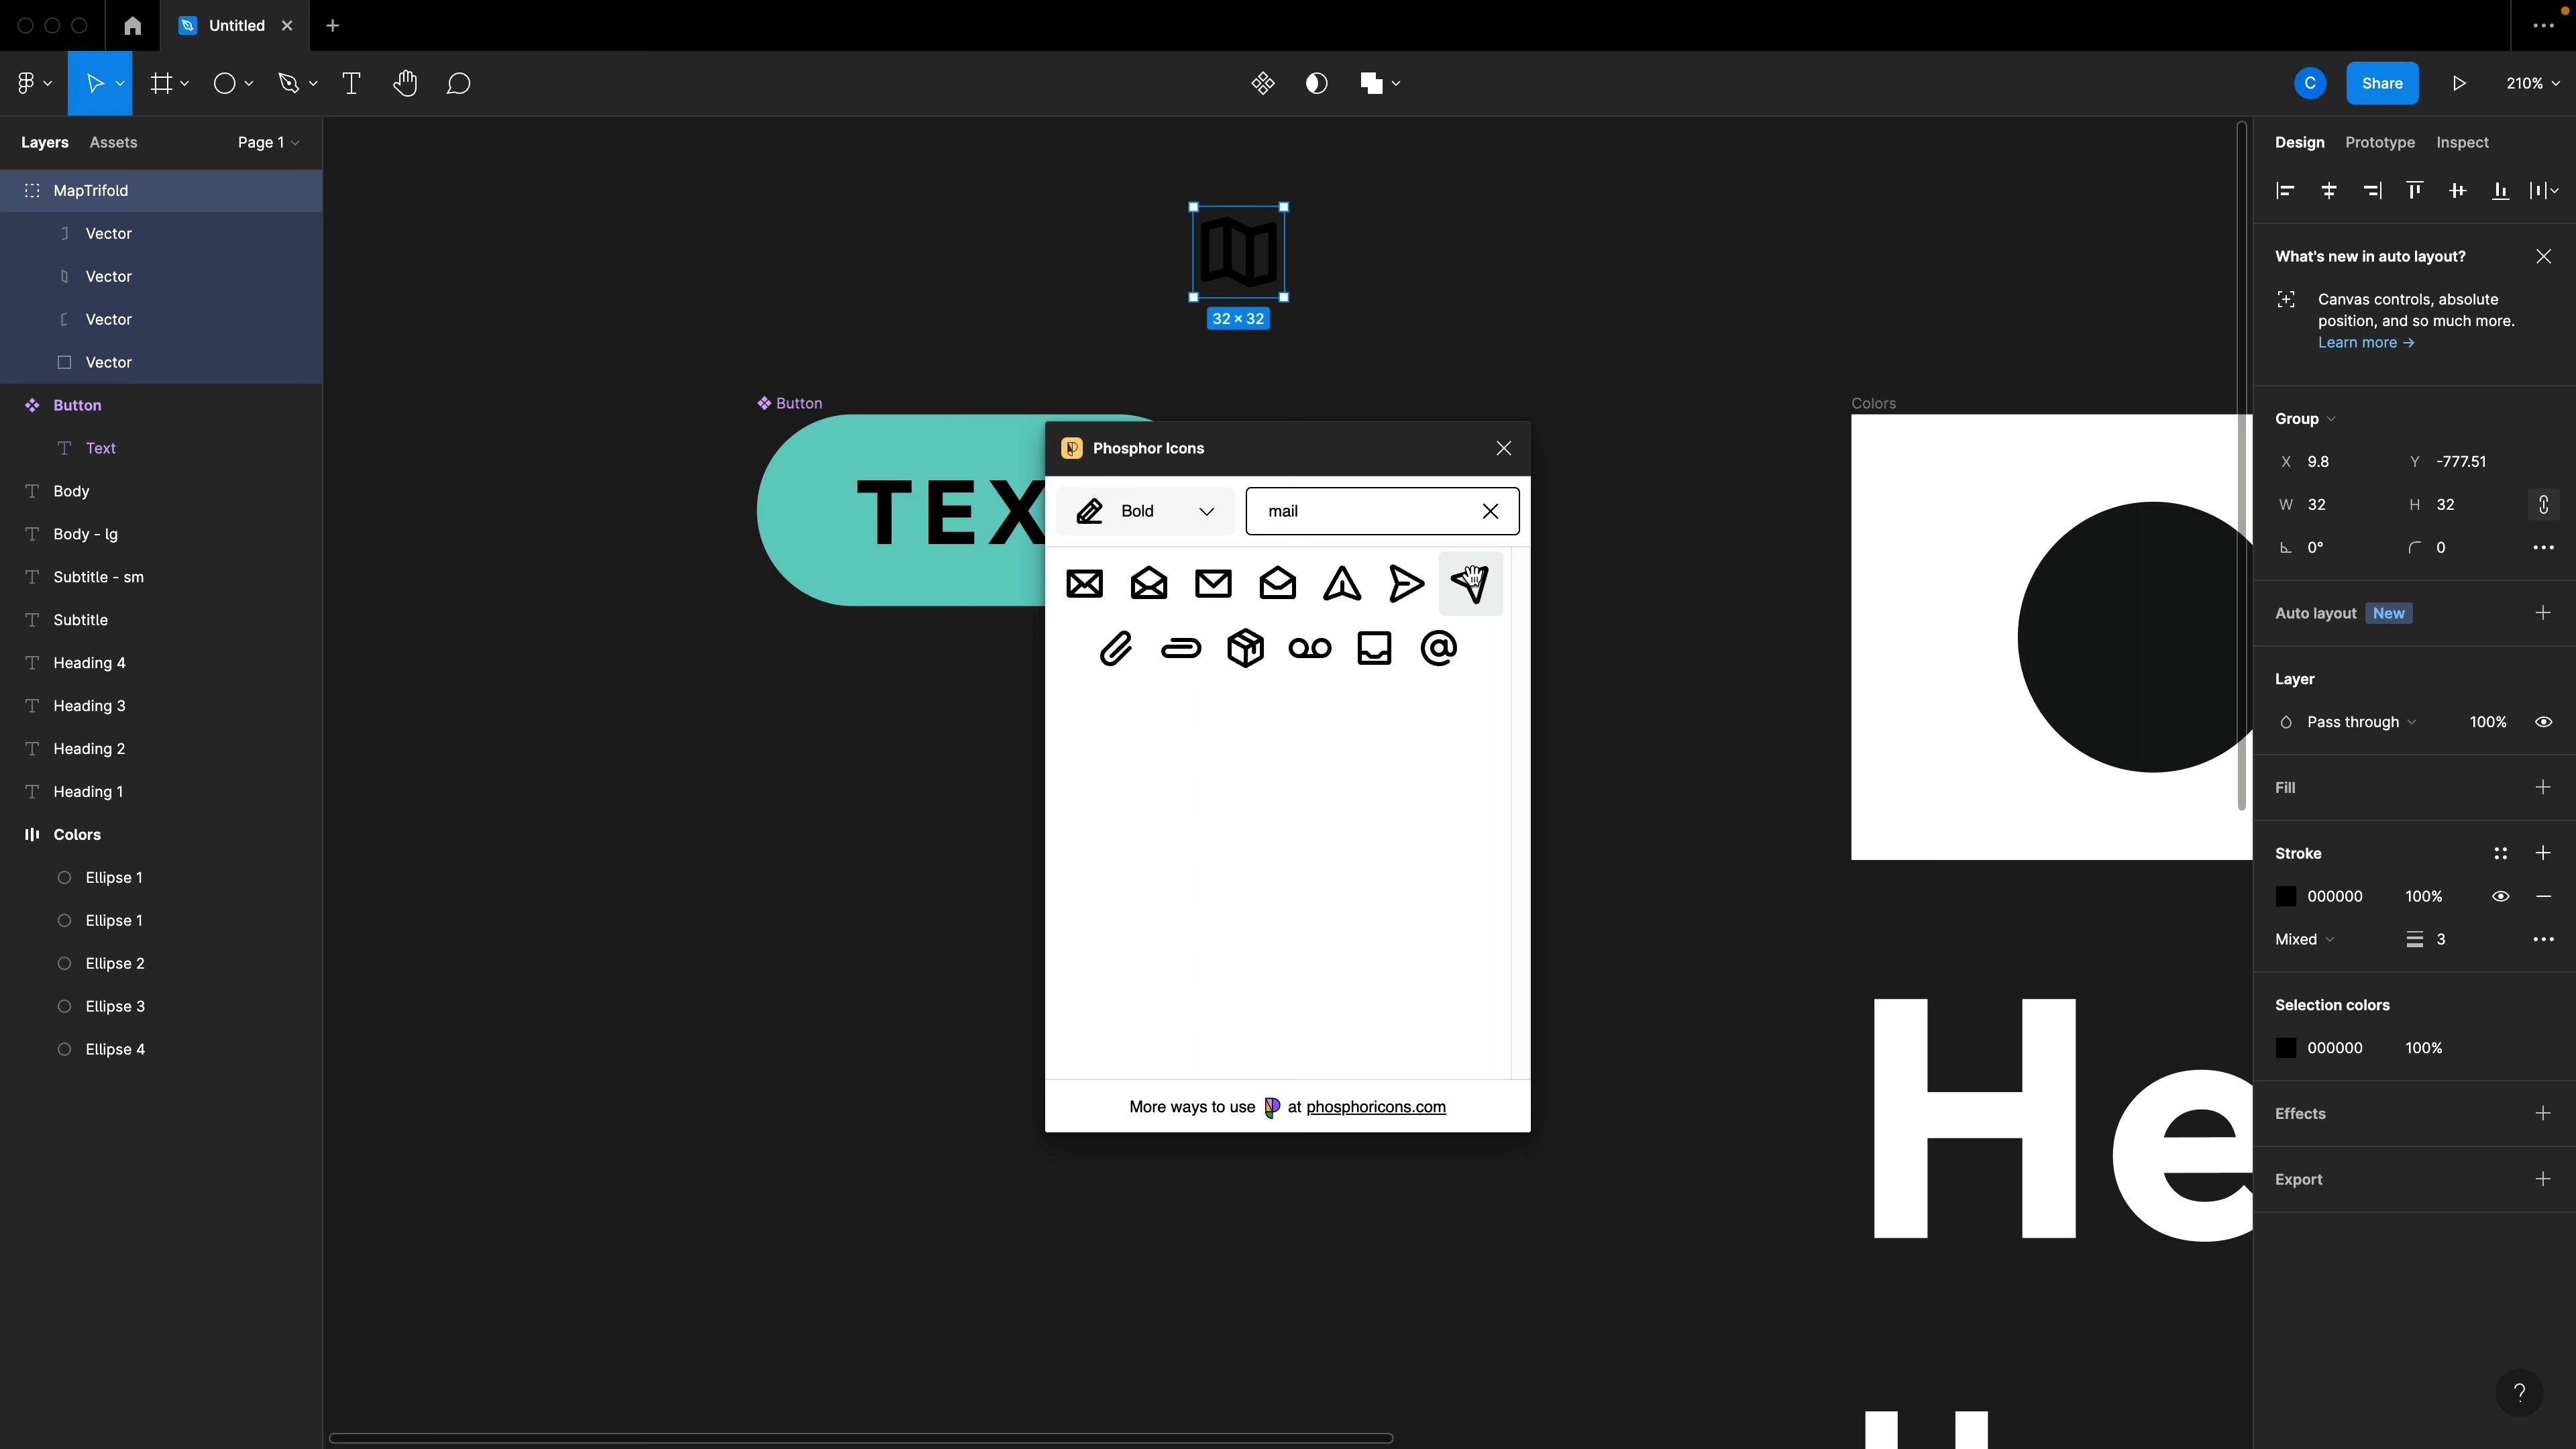 Untitled
C
Share
210%
Layers
Assets
Page 1
Design
Prototype
Inspect
MapTrifold
Vector
Vector
Vector
Vector
Button
Text
Body
Body - lg
Subtitle - sm
Subtitle
Heading 4
Heading 3
Heading 2
Heading 1
Colors
Ellipse 1
Ellipse 1
Ellipse 2
Ellipse 3
Ellipse 4
32 × 32
Button
TEX
Colors
Phosphor Icons
Bold
mail
More ways to use
at phosphoricons.com
He
What's new in auto layout?
Canvas controls, absolute
position, and so much more.
Learn more →
Group
X 9.8
Y -777.51
W 32
H 32
0°
0
Auto layout New
Layer
Pass through
100%
Fill
Stroke
000000 100%
Mixed
3
Selection colors
000000 100%
Effects
Export
?